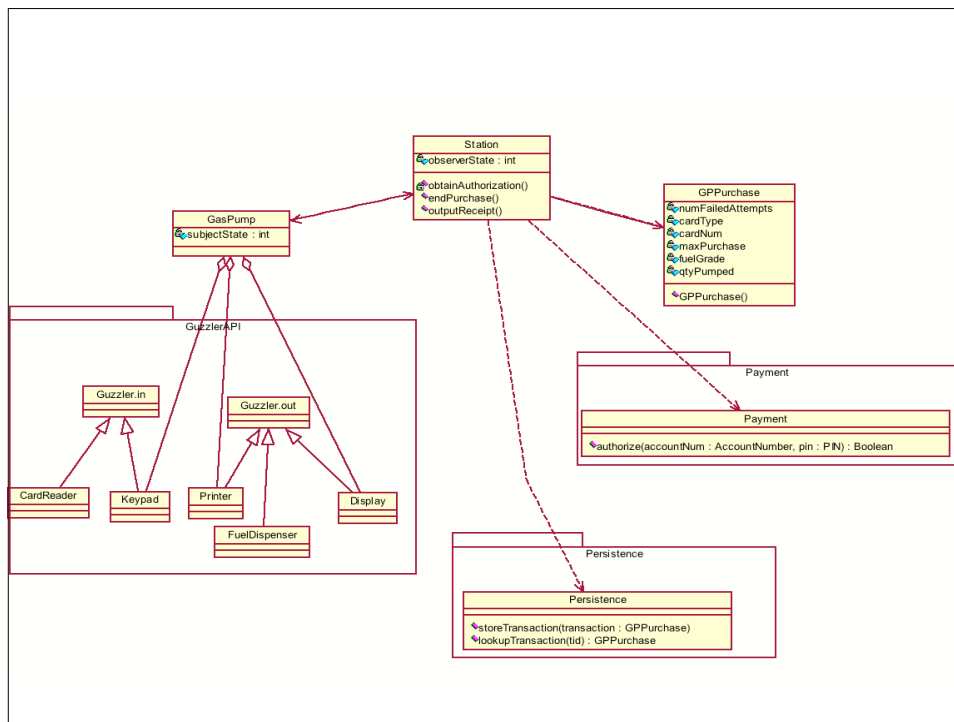 Station
observerState : int
obtainAuthorization()
endPurchase()
outputReceipt()
GPPurchase
numFailedAttempts
cardType
cardNum
maxPurchase
fuelGrade
qtyPumped
GPPurchase()
GasPump
subjectState : int
GuzzlerAPI
Guzzler.in
Guzzler.out
CardReader
Keypad
Printer
Display
FuelDispenser
Payment
Payment
authorize(accountNum : AccountNumber, pin : PIN) : Boolean
Persistence
Persistence
storeTransaction(transaction : GPPurchase)
lookupTransaction(tid) : GPPurchase